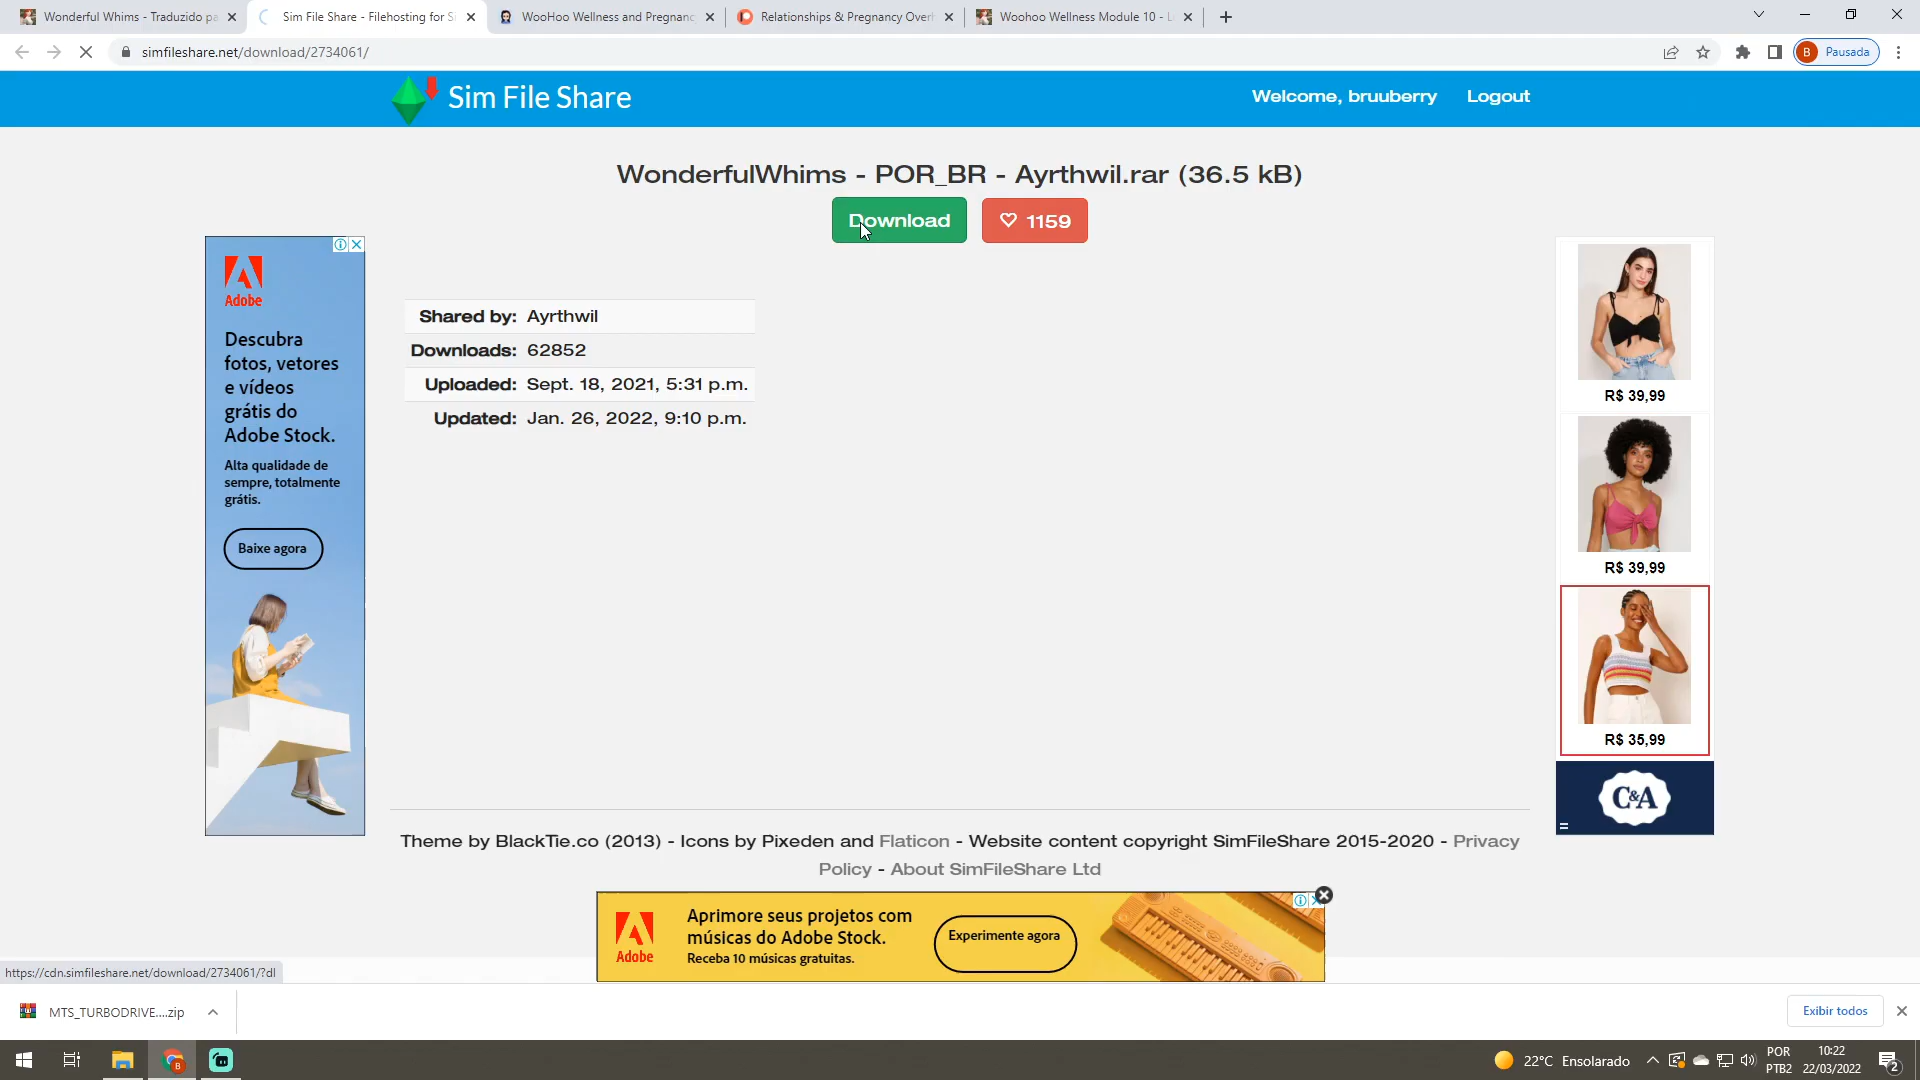 Wonderful Whims - Traduzido pa
Sim File Share - Filehosting for Si
WooHoo Wellness and Pregnanc
Relationships & Pregnancy Overh
Woohoo Wellness Module 10 - L
simfileshare.net/download/2734061/
B Pausada
Sim File Share
Welcome, bruuberry Logout
WonderfulWhims - POR_BR - Ayrthwil.rar (36.5 kB)
Download
1159
Shared by: Ayrthwil
Downloads: 62852
Uploaded: Sept. 18, 2021, 5:31 p.m.
Updated: Jan. 26, 2022, 9:10 p.m.
Adobe
Descubra
fotos, vetores
e vídeos
grátis do
Adobe Stock.
Alta qualidade de
sempre, totalmente
grátis.
Baixe agora
R$ 39,99
R$ 39,99
R$ 35,99
C&A
Theme by BlackTie.co (2013) - Icons by Pixeden and Flaticon - Website content copyright SimFileShare 2015-2020 - Privacy
Policy - About SimFileShare Ltd
Adobe
Aprimore seus projetos com
músicas do Adobe Stock.
Receba 10 músicas gratuitas.
Experimente agora
https://cdn.simfileshare.net/download/2734061/?dl
MTS_TURBODRIVE....zip
Exibir todos
22°C Ensolarado
POR
PTB2
10:22
22/03/2022
2